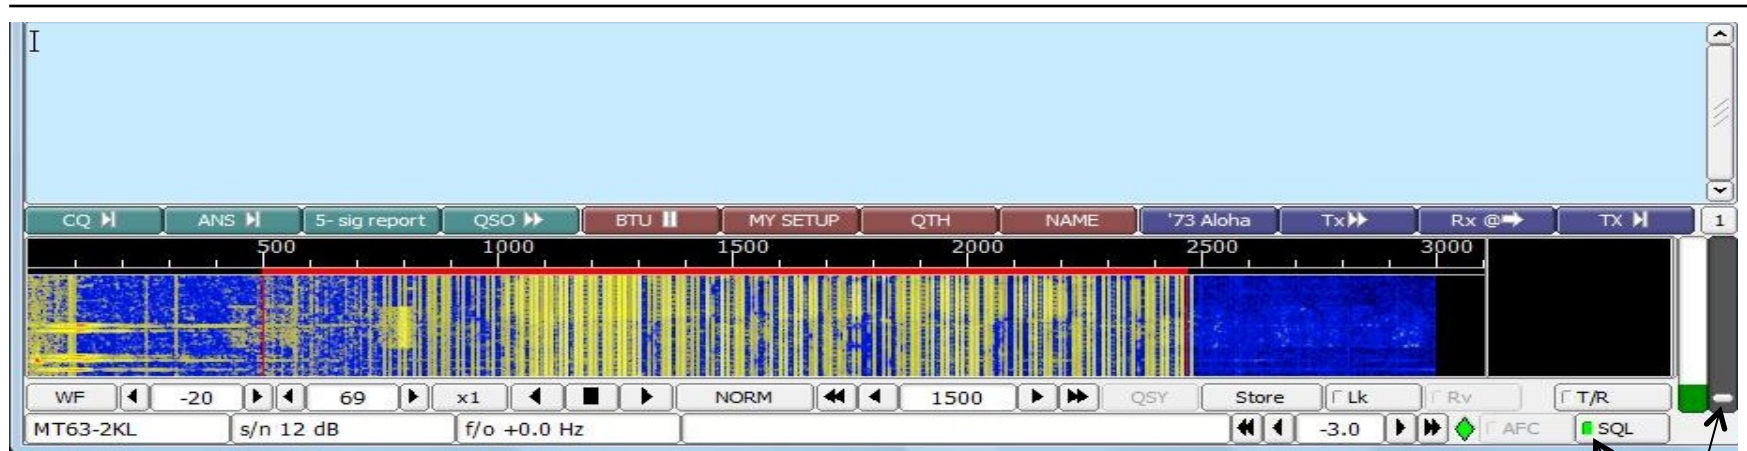 CQ ANS 5- sig report QSO BTU MY SETUP QTH NAME '73 Aloha Tx Rx @ TX 1
500 1000 1500 2000 2500 3000
WF -20 69 x1 NORM 1500 QSY Store Lk Rv T/R
MT63-2KL s/n 12 dB f/o +0.0 Hz -3.0 AFC SQL